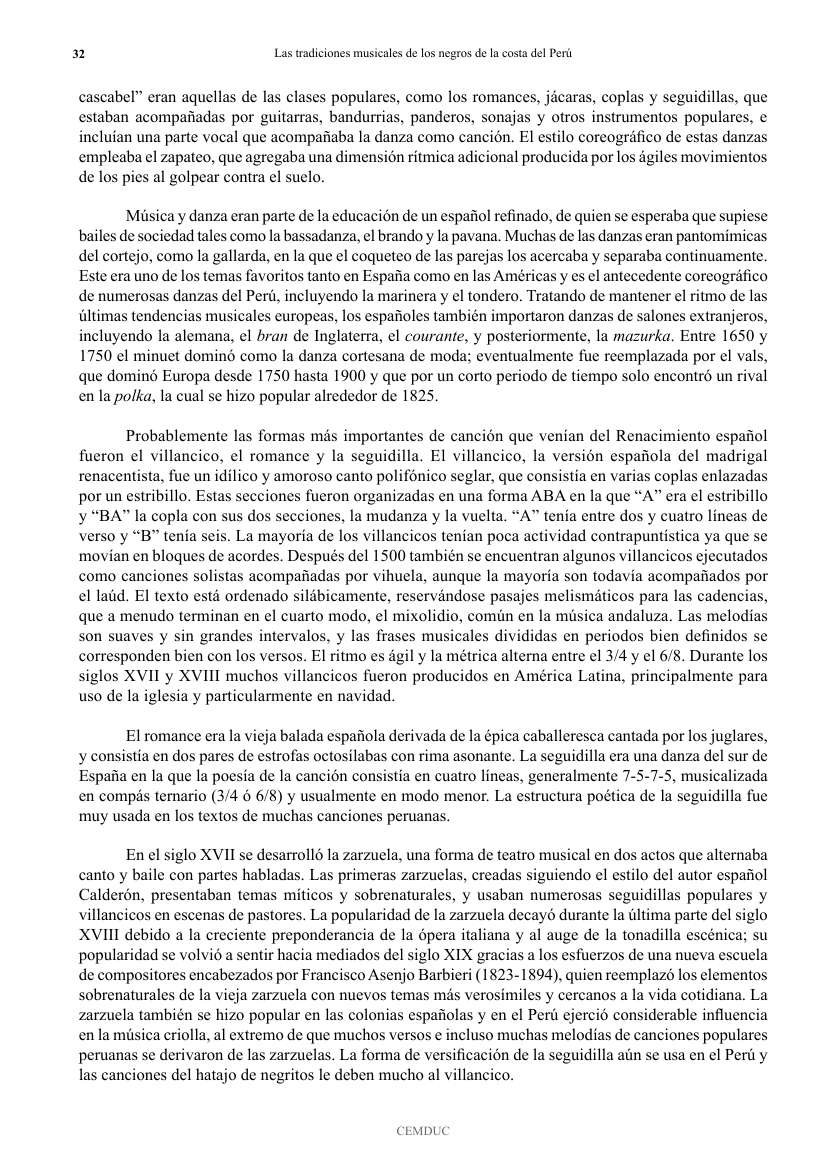 32
Las tradiciones musicales de los negros de la costa del Perú
cascabel” eran aquellas de las clases populares, como los romances, jácaras, coplas y seguidillas, que
estaban acompañadas por guitarras, bandurrias, panderos, sonajas y otros instrumentos populares, e
incluían una parte vocal que acompañaba la danza como canción. El estilo coreográfico de estas danzas
empleaba el zapateo, que agregaba una dimensión rítmica adicional producida por los ágiles movimientos
de los pies al golpear contra el suelo.
Música y danza eran parte de la educación de un español refinado, de quien se esperaba que supiese
bailes de sociedad tales como la bassadanza, el brando y la pavana. Muchas de las danzas eran pantomímicas
del cortejo, como la gallarda, en la que el coqueteo de las parejas los acercaba y separaba continuamente.
Este era uno de los temas favoritos tanto en España como en las Américas y es el antecedente coreográfico
de numerosas danzas del Perú, incluyendo la marinera y el tondero. Tratando de mantener el ritmo de las
últimas tendencias musicales europeas, los españoles también importaron danzas de salones extranjeros,
incluyendo la alemana, el bran de Inglaterra, el courante, y posteriormente, la mazurka. Entre 1650 y
1750 el minuet dominó como la danza cortesana de moda; eventualmente fue reemplazada por el vals,
que dominó Europa desde 1750 hasta 1900 y que por un corto periodo de tiempo solo encontró un rival
en la polka, la cual se hizo popular alrededor de 1825.
Probablemente las formas más importantes de canción que venían del Renacimiento español
fueron el villancico, el romance y la seguidilla. El villancico, la versión española del madrigal
renacentista, fue un idílico y amoroso canto polifónico seglar, que consistía en varias coplas enlazadas
por un estribillo. Estas secciones fueron organizadas en una forma ABA en la que “A” era el estribillo
y “BA” la copla con sus dos secciones, la mudanza y la vuelta. “A” tenía entre dos y cuatro líneas de
verso y “B” tenía seis. La mayoría de los villancicos tenían poca actividad contrapuntística ya que se
movían en bloques de acordes. Después del 1500 también se encuentran algunos villancicos ejecutados
como canciones solistas acompañadas por vihuela, aunque la mayoría son todavía acompañados por
el laúd. El texto está ordenado silábicamente, reservándose pasajes melismáticos para las cadencias,
que a menudo terminan en el cuarto modo, el mixolidio, común en la música andaluza. Las melodías
son suaves y sin grandes intervalos, y las frases musicales divididas en periodos bien definidos se
corresponden bien con los versos. El ritmo es ágil y la métrica alterna entre el 3/4 y el 6/8. Durante los
siglos XVII y XVIII muchos villancicos fueron producidos en América Latina, principalmente para
uso de la iglesia y particularmente en navidad.
El romance era la vieja balada española derivada de la épica caballeresca cantada por los juglares,
y consistía en dos pares de estrofas octosílabas con rima asonante. La seguidilla era una danza del sur de
España en la que la poesía de la canción consistía en cuatro líneas, generalmente 7-5-7-5, musicalizada
en compás ternario (3/4 ó 6/8) y usualmente en modo menor. La estructura poética de la seguidilla fue
muy usada en los textos de muchas canciones peruanas.
En el siglo XVII se desarrolló la zarzuela, una forma de teatro musical en dos actos que alternaba
canto y baile con partes habladas. Las primeras zarzuelas, creadas siguiendo el estilo del autor español
Calderón, presentaban temas míticos y sobrenaturales, y usaban numerosas seguidillas populares y
villancicos en escenas de pastores. La popularidad de la zarzuela decayó durante la última parte del siglo
XVIII debido a la creciente preponderancia de la ópera italiana y al auge de la tonadilla escénica; su
popularidad se volvió a sentir hacia mediados del siglo XIX gracias a los esfuerzos de una nueva escuela
de compositores encabezados por Francisco Asenjo Barbieri (1823-1894), quien reemplazó los elementos
sobrenaturales de la vieja zarzuela con nuevos temas más verosímiles y cercanos a la vida cotidiana. La
zarzuela también se hizo popular en las colonias españolas y en el Perú ejerció considerable influencia
en la música criolla, al extremo de que muchos versos e incluso muchas melodías de canciones populares
peruanas se derivaron de las zarzuelas. La forma de versificación de la seguidilla aún se usa en el Perú y
las canciones del hatajo de negritos le deben mucho al villancico.
CEMDUC